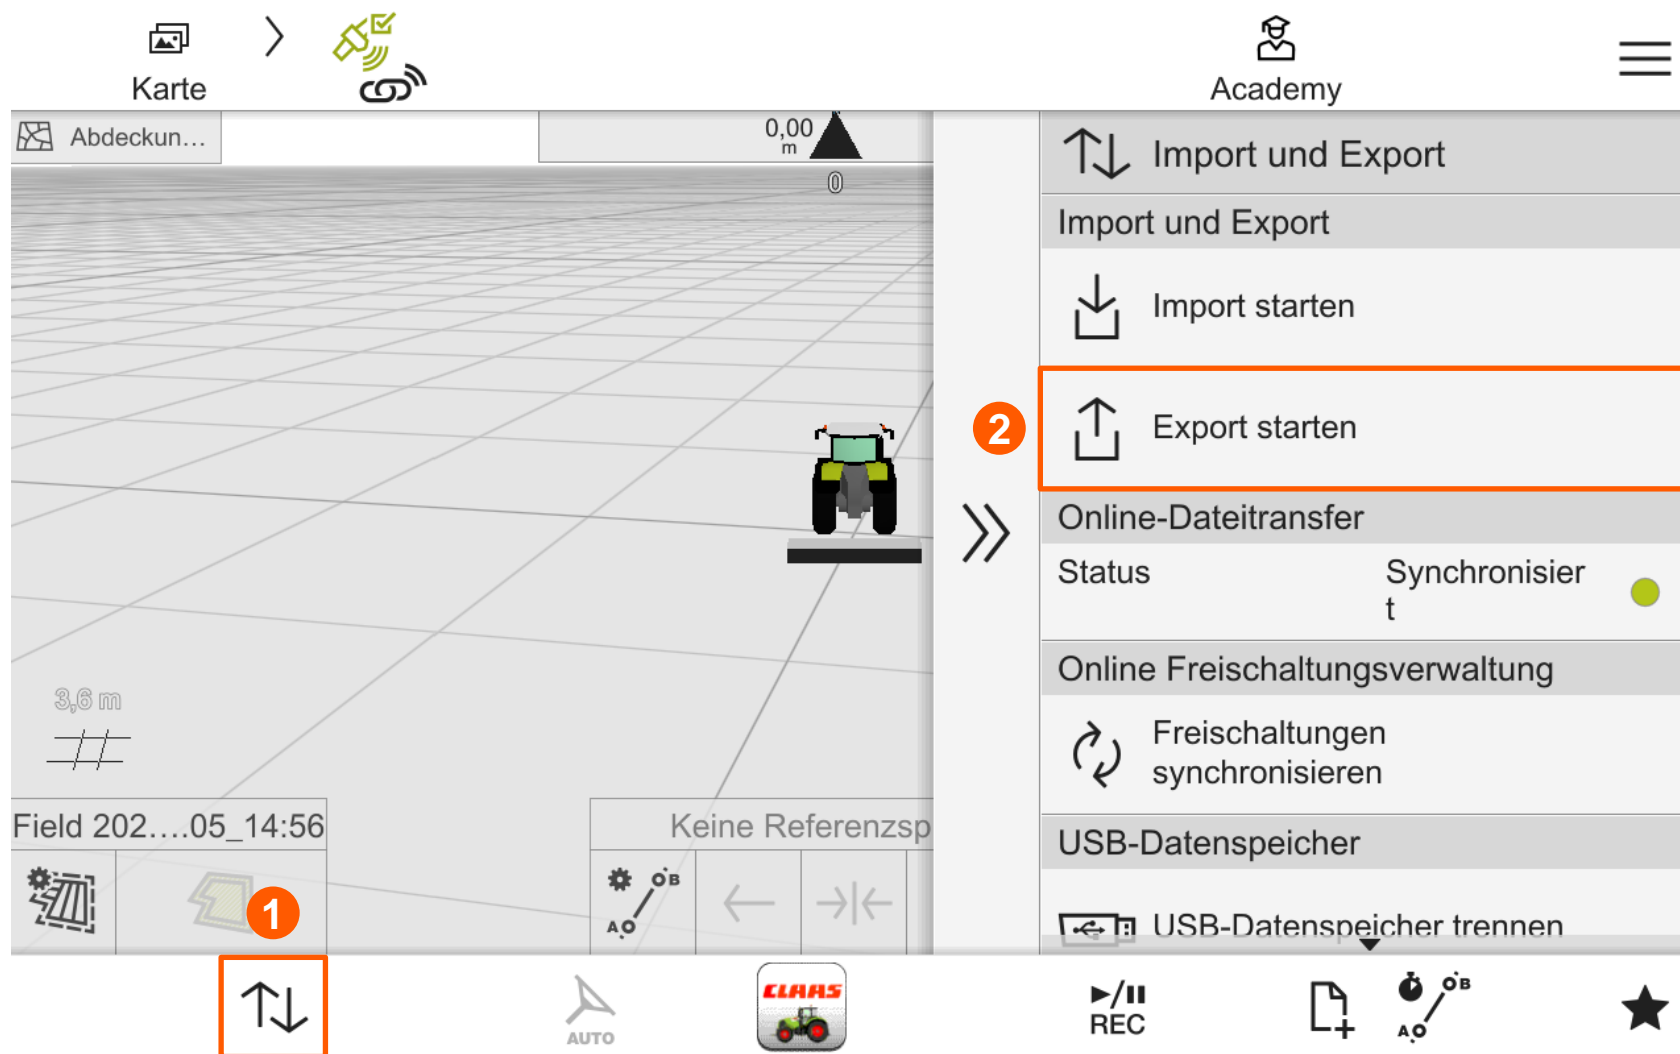 Karte
Academy
Abdeckun...
0,00
m
0
3,6 m
Field 202....05_14:56
Keine Referenzsp
A
B
1
2
Import und Export
Import und Export
Import starten
Export starten
Online-Dateitransfer
Status
Synchronisier
t
Online Freischaltungsverwaltung
Freischaltungen
synchronisieren
USB-Datenspeicher
USB-Datenspeicher trennen
AUTO
CLAAS
REC
A
B